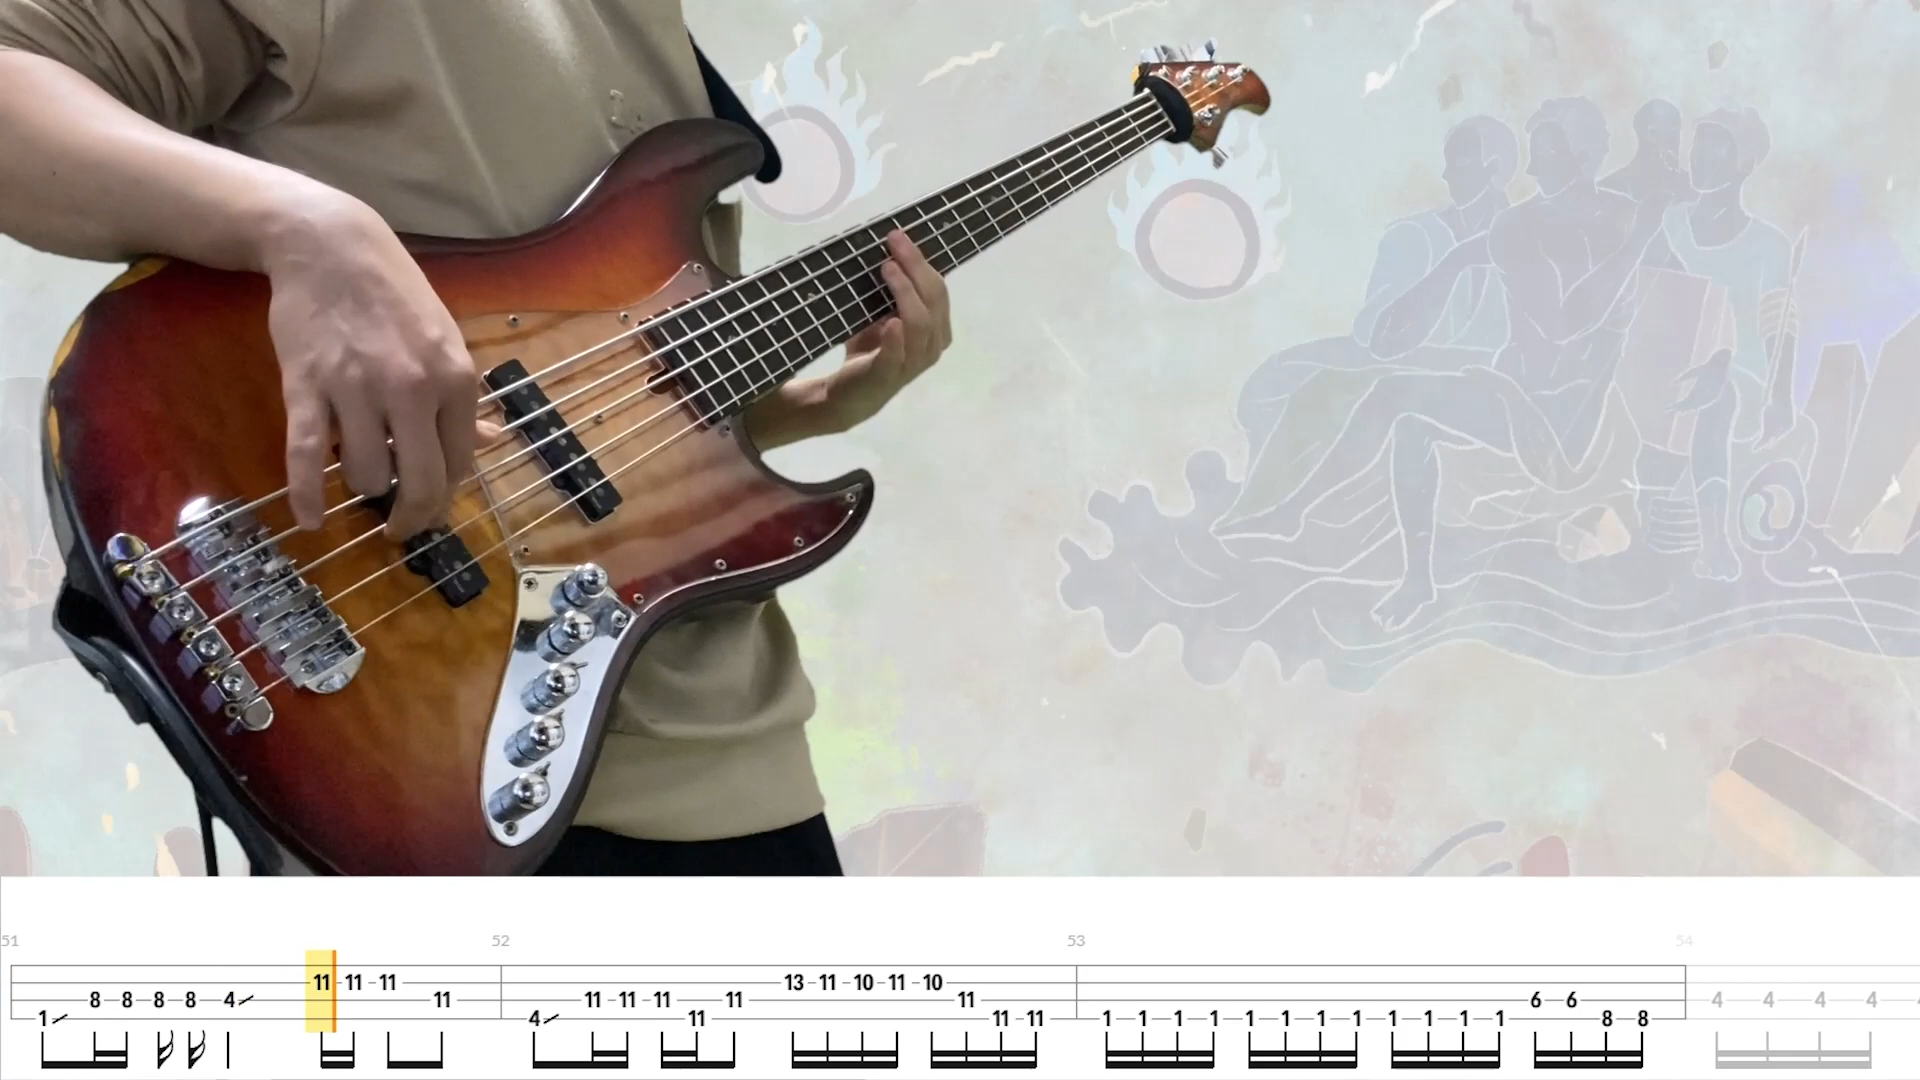 51 52 53 54
11 11 11 13 11 10 11 10
8 8 8 8 4 11 11 11 11 11 11 6 6 4 4 4 4
1 4 11 11 11 1 1 1 1 1 1 1 1 1 1 1 1 8 8